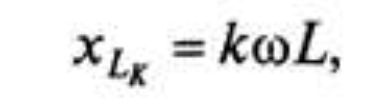 x_{L_K} = kωL,